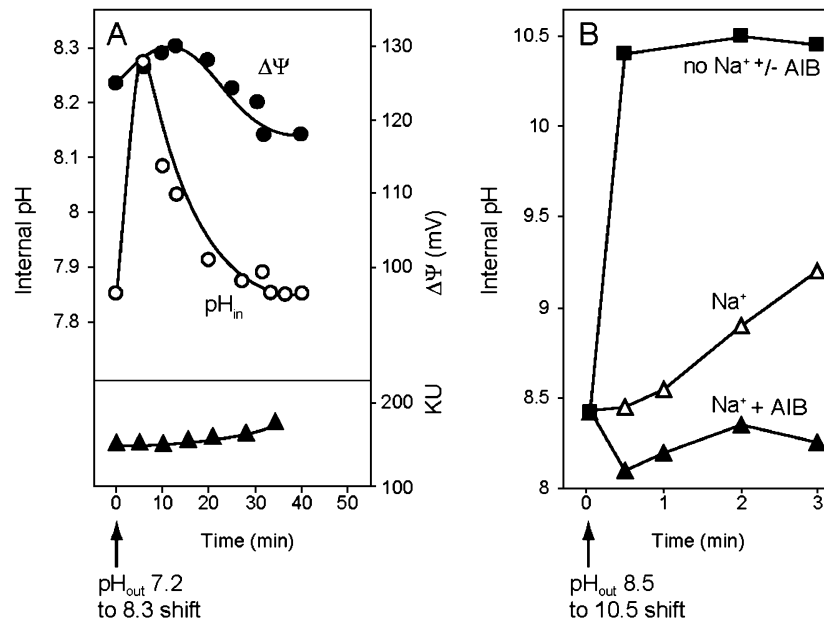 A
8.3
8.2
8.1
8
7.9
7.8
Internal pH
130
120
110
100
ΔΨ (mV)
ΔΨ
pHin
200
100
KU
0 10 20 30 40 50
Time (min)
pHout 7.2
to 8.3 shift
B
10.5
10
9.5
9
8.5
8
Internal pH
no Na+ +/- AIB
Na+
Na+ + AIB
0 1 2 3
Time (min)
pHout 8.5
to 10.5 shift